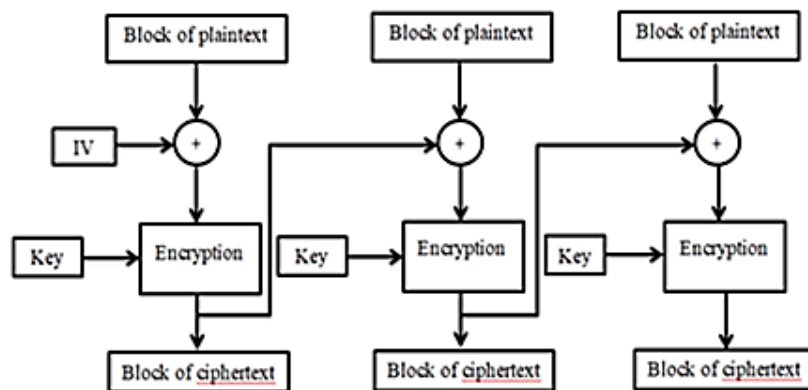 Block of plaintext
Block of plaintext
Block of plaintext
IV
+
+
+
Key
Encryption
Key
Encryption
Key
Encryption
Block of ciphertext
Block of ciphertext
Block of ciphertext